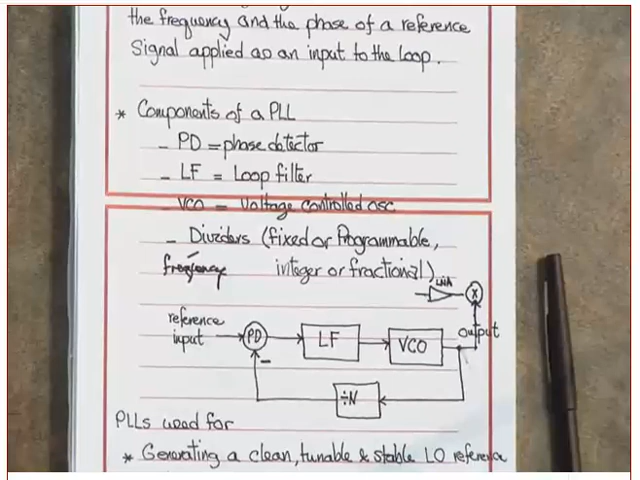 the frequency and the phase of a reference
Signal applied as an input to the loop.
* Components of a PLL
- PD = phase detector
- LF = Loop filter
- VCO = Voltage controlled osc
- Dividers (fixed or Programmable,
frequency integer or fractional)
LNA
X
reference
input
PD
LF
VCO
output
-
÷N
PLLs used for
* Generating a clean, tunable & stable LO reference